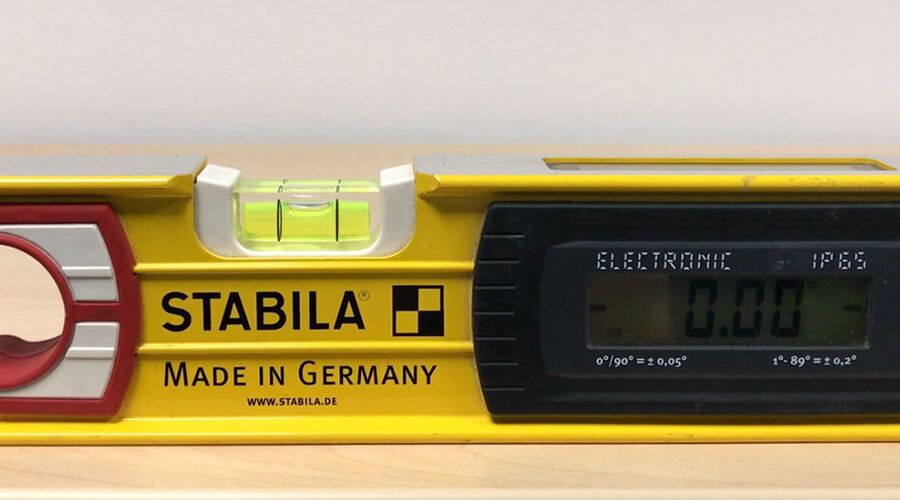 STABILA®
MADE IN GERMANY
WWW.STABILA.DE
ELECTRONIC IP65
0.00°
0°/90° = ± 0,05° 1°- 89° = ± 0,2°